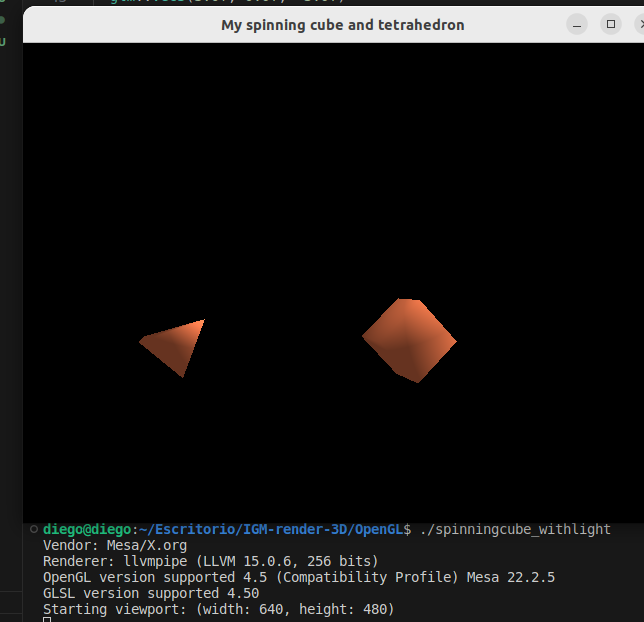 My spinning cube and tetrahedron
U
diego@diego:~/Escritorio/IGM-render-3D/OpenGL$ ./spinningcube_withlight
Vendor: Mesa/X.org
Renderer: llvmpipe (LLVM 15.0.6, 256 bits)
OpenGL version supported 4.5 (Compatibility Profile) Mesa 22.2.5
GLSL version supported 4.50
Starting viewport: (width: 640, height: 480)